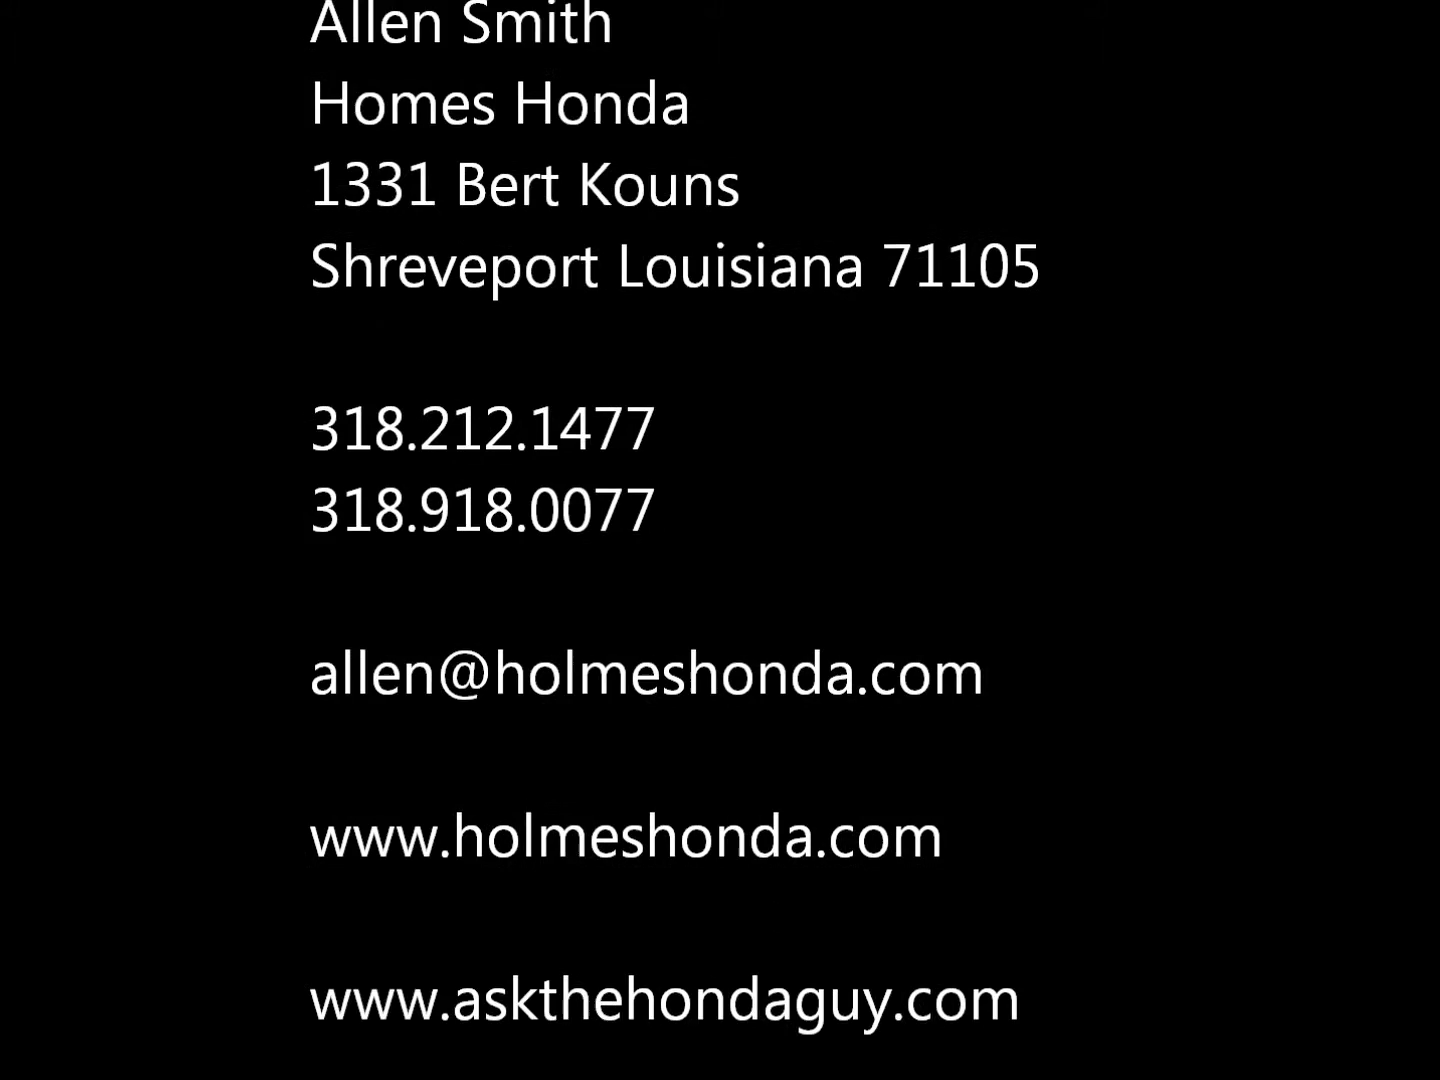 Allen Smith
Homes Honda
1331 Bert Kouns
Shreveport Louisiana 71105
318.212.1477
318.918.0077
allen@holmeshonda.com
www.holmeshonda.com
www.askthehondaguy.com